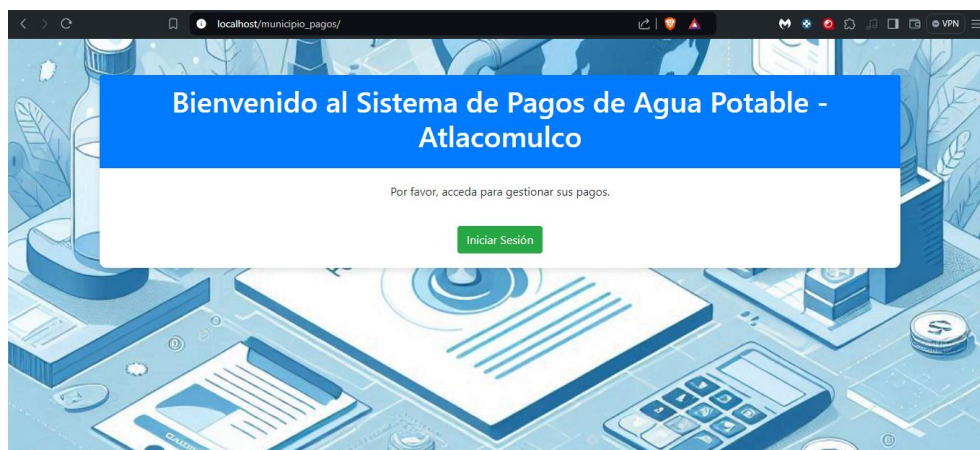 localhost/municipio_pagos/
VPN
Bienvenido al Sistema de Pagos de Agua Potable -
Atlacomulco
Por favor, acceda para gestionar sus pagos.
Iniciar Sesión